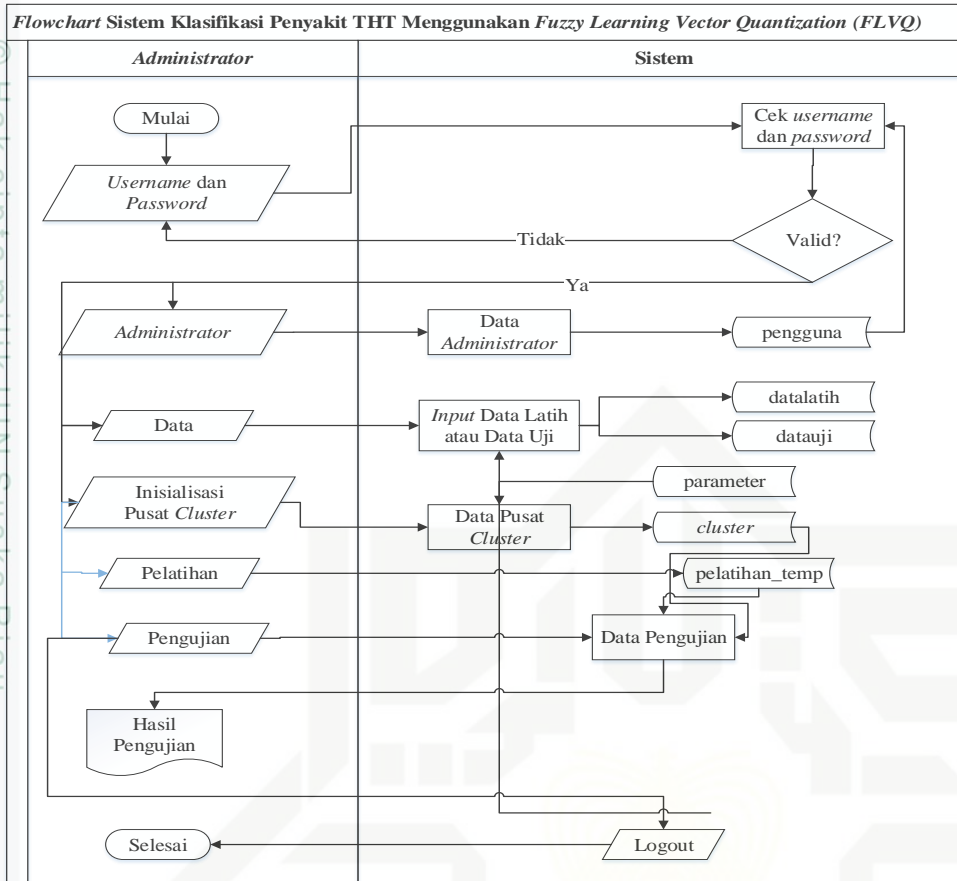 Flowchart Sistem Klasifikasi Penyakit THT Menggunakan Fuzzy Learning Vector Quantization (FLVQ)
Administrator
Sistem
Mulai
Cek username
dan password
Username dan
Password
Valid?
Tidak
Ya
Administrator
Data
Administrator
pengguna
Data
Input Data Latih
atau Data Uji
datalatih
datauji
Inisialisasi
Pusat Cluster
Data Pusat
Cluster
parameter
cluster
Pelatihan
pelatihan_temp
Pengujian
Data Pengujian
Hasil
Pengujian
Selesai
Logout